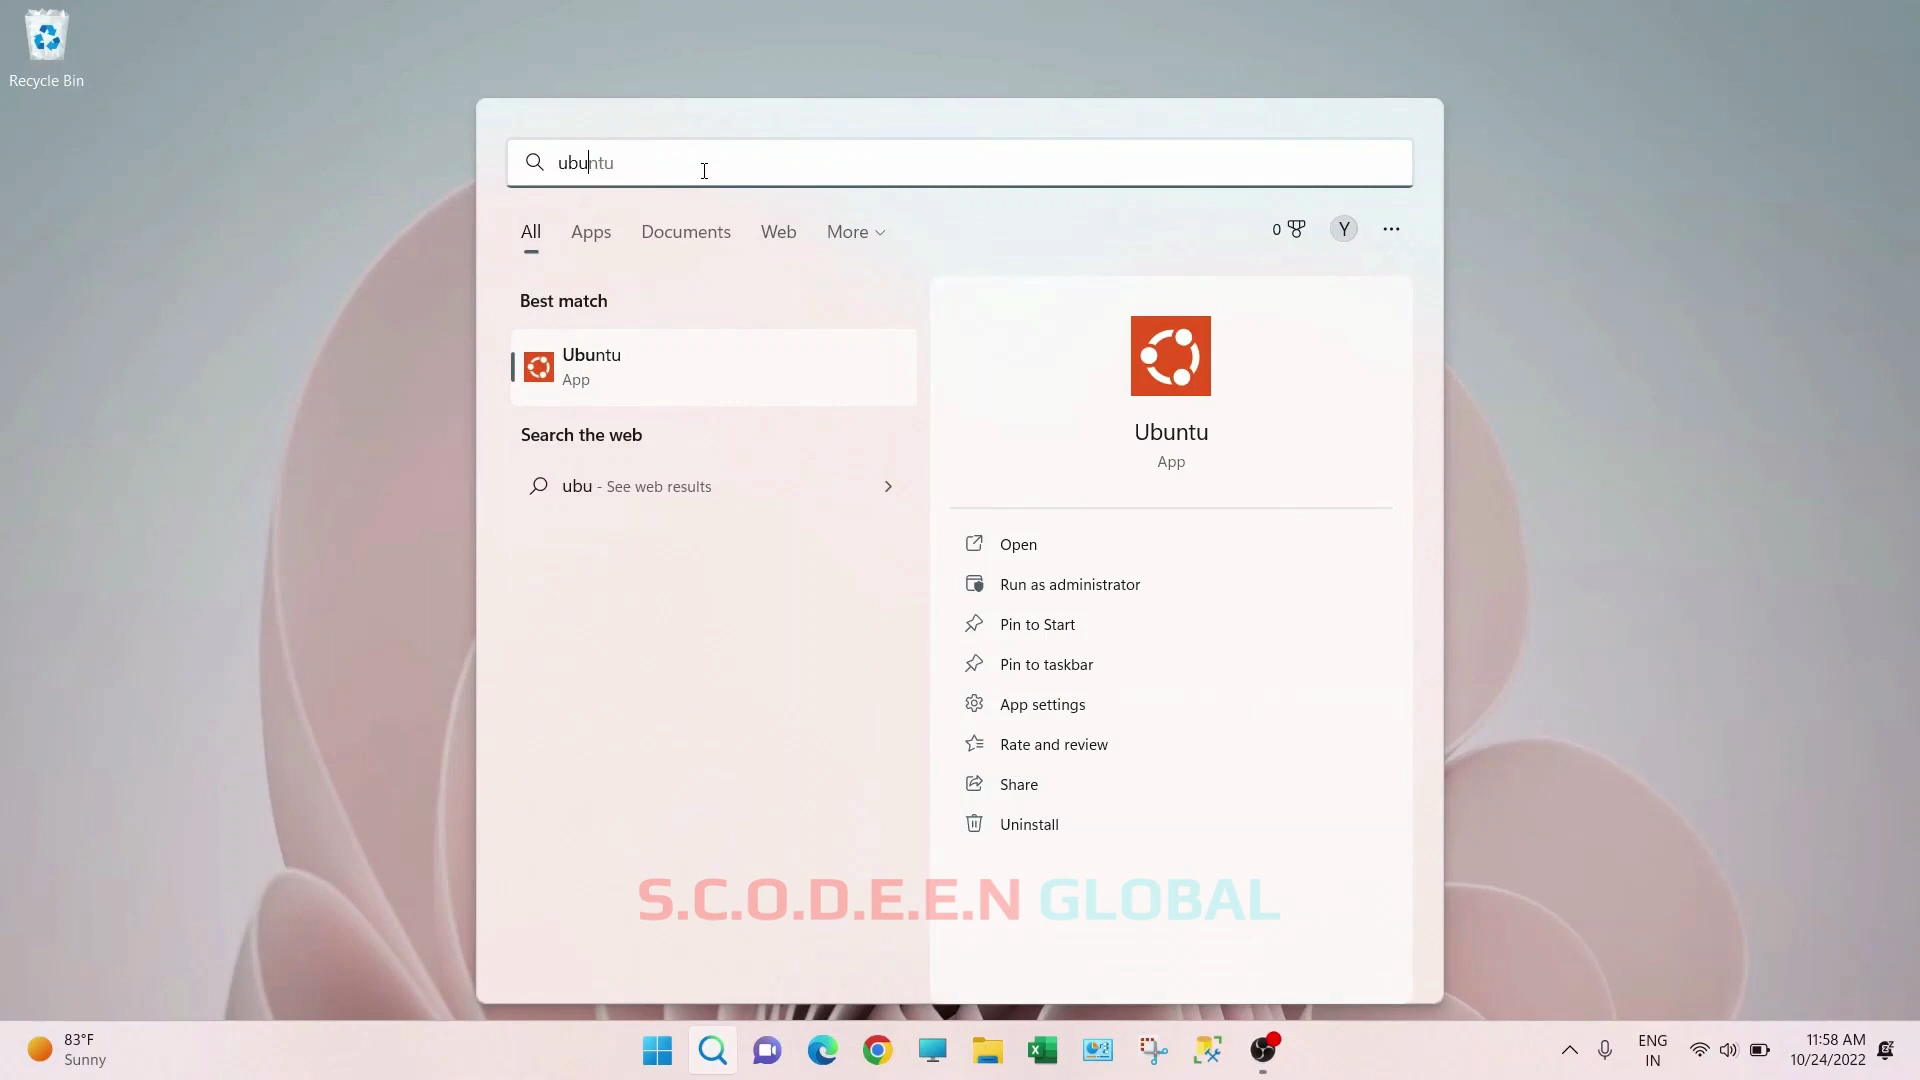 Recycle Bin
ubuntu
All Apps Documents Web More
0 Y
Best match
Ubuntu
App
Search the web
ubu - See web results
Ubuntu
App
Open
Run as administrator
Pin to Start
Pin to taskbar
App settings
Rate and review
Share
Uninstall
S.C.O.D.E.E.N GLOBAL
83°F
Sunny
ENG
IN
11:58 AM
10/24/2022